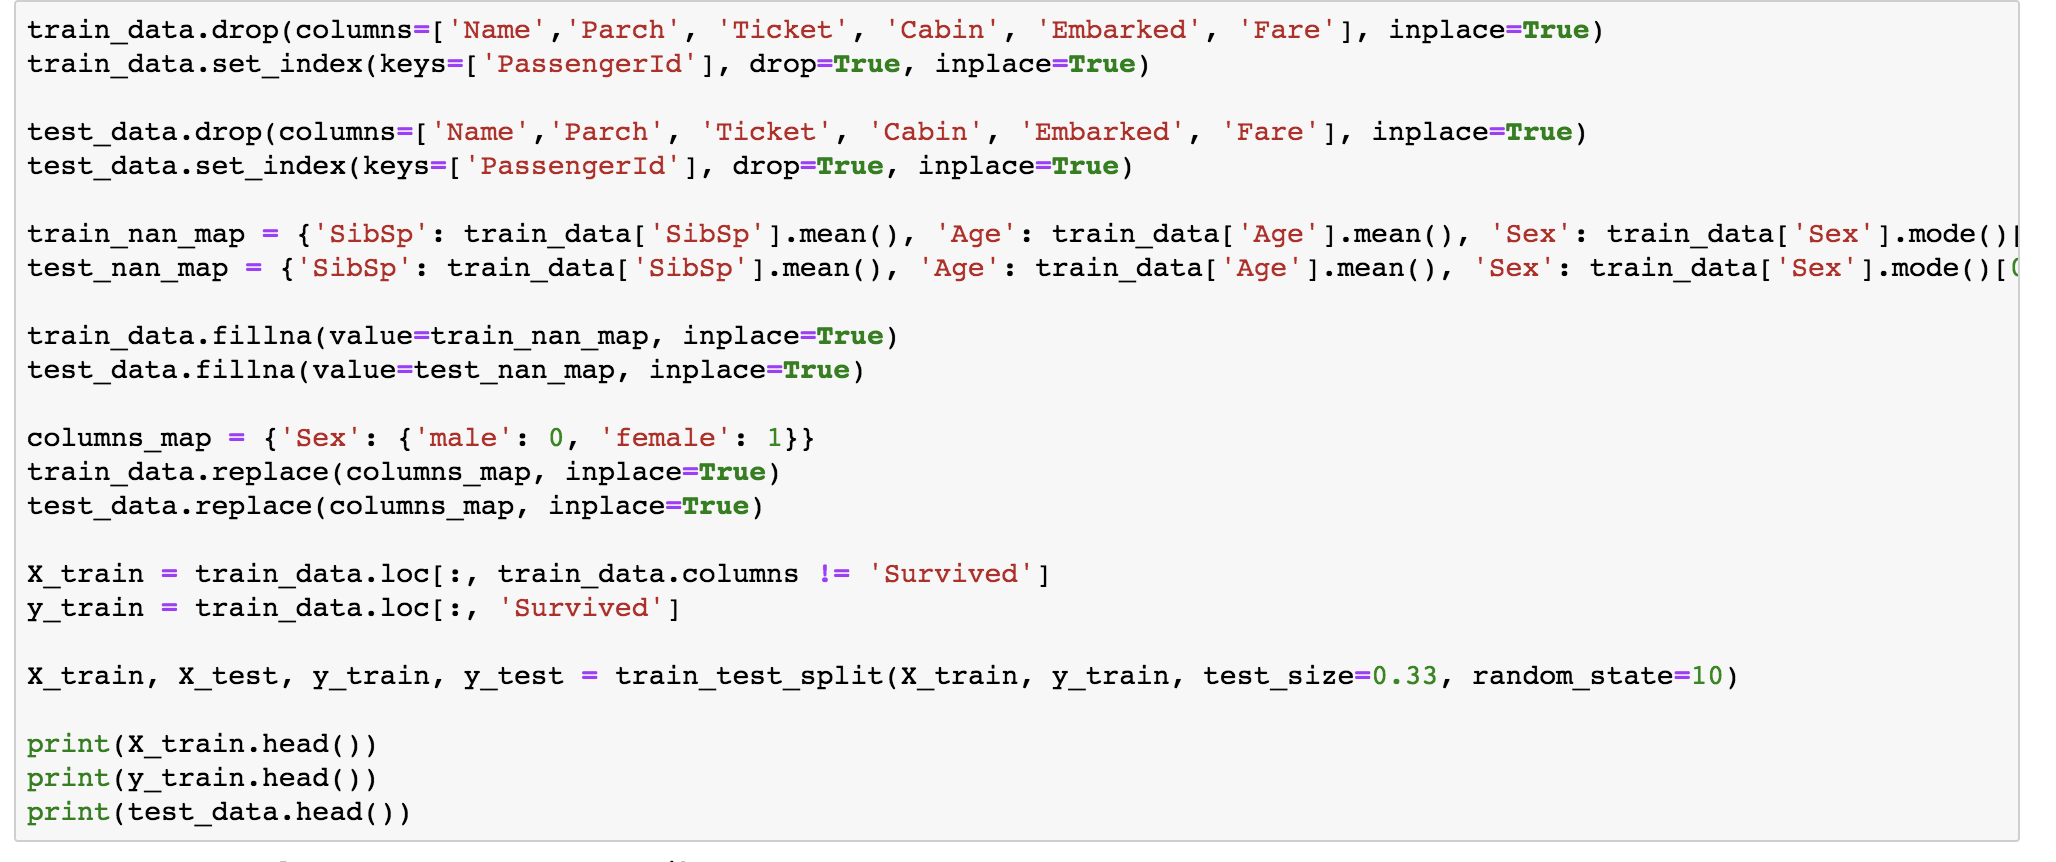 train_data.drop(columns=['Name','Parch', 'Ticket', 'Cabin', 'Embarked', 'Fare'], inplace=True)
train_data.set_index(keys=['PassengerId'], drop=True, inplace=True)
test_data.drop(columns=['Name','Parch', 'Ticket', 'Cabin', 'Embarked', 'Fare'], inplace=True)
test_data.set_index(keys=['PassengerId'], drop=True, inplace=True)
train_nan_map = {'SibSp': train_data['SibSp'].mean(), 'Age': train_data['Age'].mean(), 'Sex': train_data['Sex'].mode()[
test_nan_map = {'SibSp': train_data['SibSp'].mean(), 'Age': train_data['Age'].mean(), 'Sex': train_data['Sex'].mode()[0
train_data.fillna(value=train_nan_map, inplace=True)
test_data.fillna(value=test_nan_map, inplace=True)
columns_map = {'Sex': {'male': 0, 'female': 1}}
train_data.replace(columns_map, inplace=True)
test_data.replace(columns_map, inplace=True)
X_train = train_data.loc[:, train_data.columns != 'Survived']
y_train = train_data.loc[:, 'Survived']
X_train, X_test, y_train, y_test = train_test_split(X_train, y_train, test_size=0.33, random_state=10)
print(X_train.head())
print(y_train.head())
print(test_data.head())